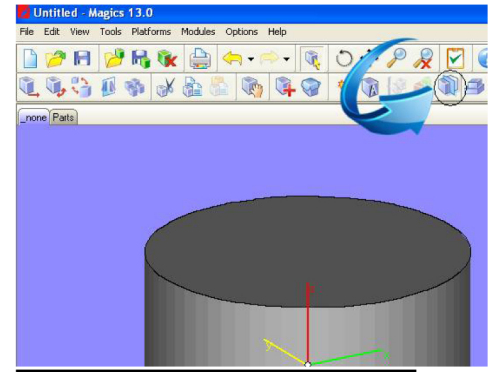 Untitled - Magics 13.0
File Edit View Tools Platforms Modules Options Help
_none Parts